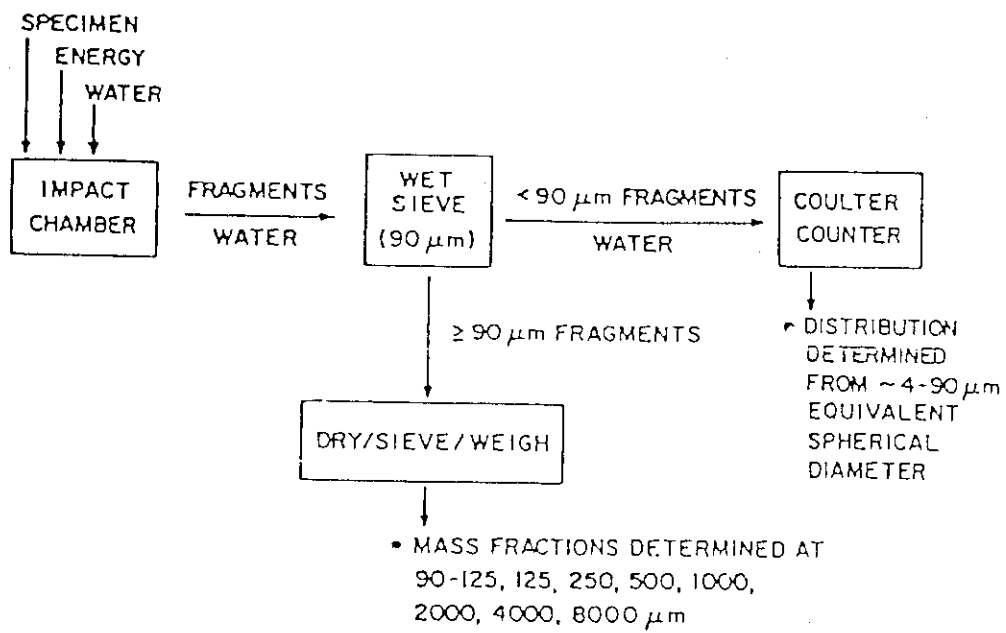 SPECIMEN
ENERGY
WATER
IMPACT
CHAMBER
FRAGMENTS
WATER
WET
SIEVE
(90 μm)
<90 μm FRAGMENTS
WATER
COULTER
COUNTER
≥ 90 μm FRAGMENTS
• DISTRIBUTION
DETERMINED
FROM ~4-90 μm
EQUIVALENT
SPHERICAL
DIAMETER
DRY/SIEVE/WEIGH
• MASS FRACTIONS DETERMINED AT
90-125, 125, 250, 500, 1000,
2000, 4000, 8000 μm